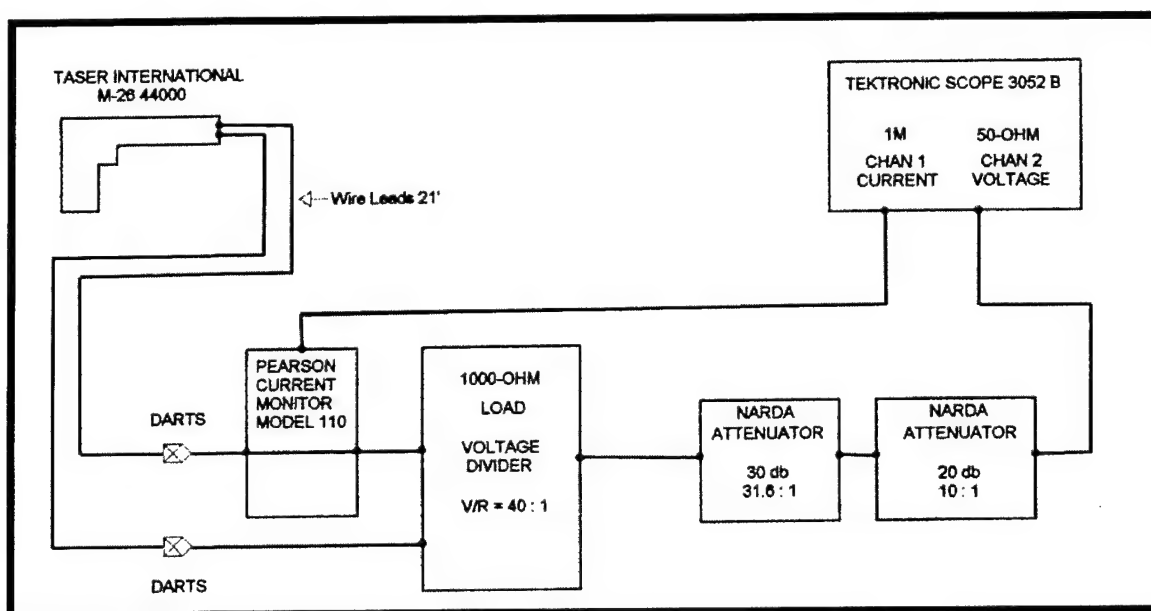 TASER INTERNATIONAL
M-26 44000
Wire Leads 21'
TEKTRONIC SCOPE 3052 B
1M
CHAN 1
CURRENT
50-OHM
CHAN 2
VOLTAGE
PEARSON
CURRENT
MONITOR
MODEL 110
DARTS
DARTS
1000-OHM
LOAD
VOLTAGE
DIVIDER
V/R = 40 : 1
NARDA
ATTENUATOR
30 db
31.6 : 1
NARDA
ATTENUATOR
20 db
10 : 1